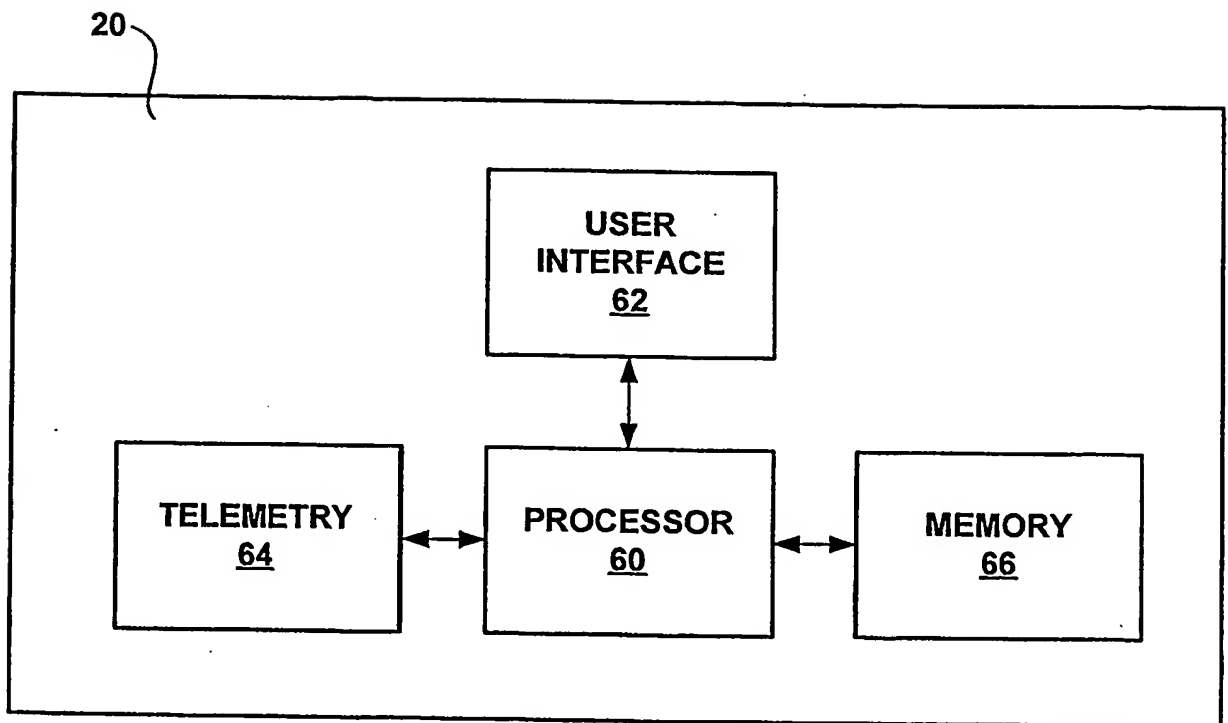 20
USER
INTERFACE
62
TELEMETRY
64
PROCESSOR
60
MEMORY
66